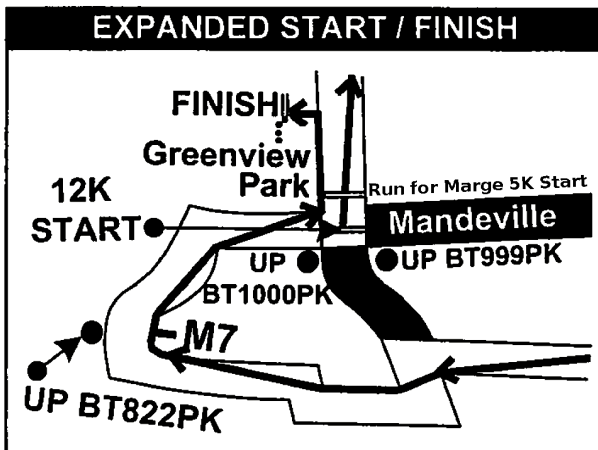 EXPANDED START / FINISH
FINISH
Greenview
Park
Run for Marge 5K Start
12K
START
Mandeville
UP
BT1000PK
UP BT999PK
M7
UP BT822PK